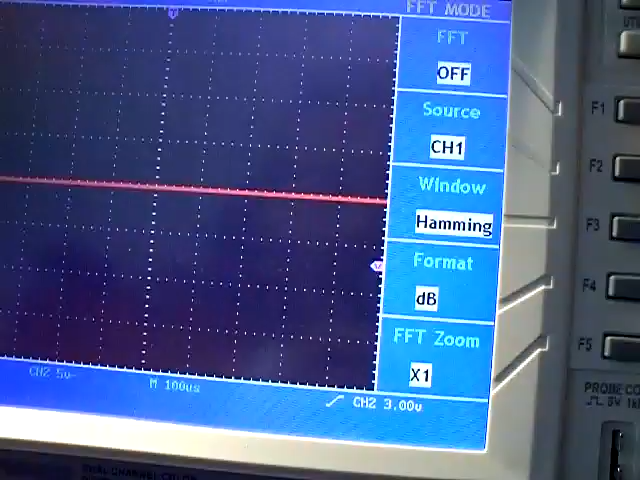 FFT MODE
FFT
OFF
Source
CH1
Window
Hamming
Format
dB
FFT Zoom
X1
CH2 5v
M 100us
CH2 3.00v
F1
F2
F3
F4
F5